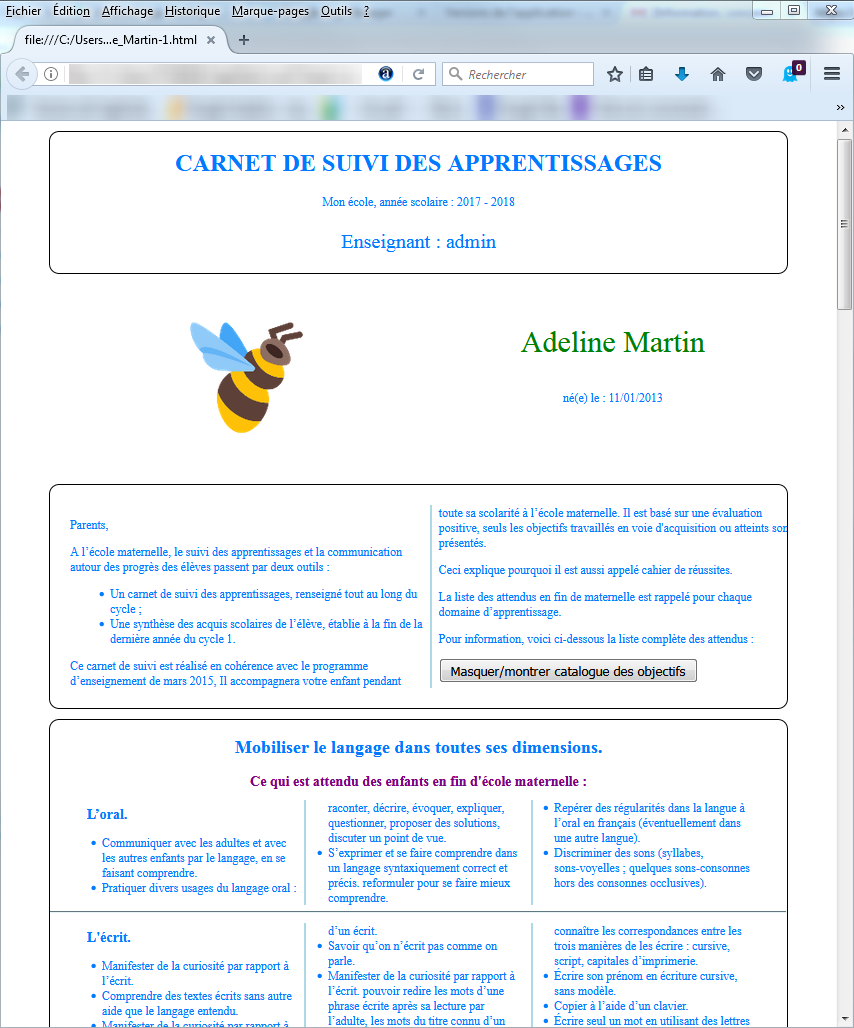 Fichier Édition Affichage Historique Marque-pages Outils ?
file:///C:/Users...e_Martin-1.html
Rechercher
0
CARNET DE SUIVI DES APPRENTISSAGES
Mon école, année scolaire : 2017 - 2018
Enseignant : admin
Adeline Martin
né(e) le : 11/01/2013
Parents,
A l’école maternelle, le suivi des apprentissages et la communication
autour des progrès des élèves passent par deux outils :
• Un carnet de suivi des apprentissages, renseigné tout au long du
cycle ;
• Une synthèse des acquis scolaires de l’élève, établie à la fin de la
dernière année du cycle 1.
Ce carnet de suivi est réalisé en cohérence avec le programme
d’enseignement de mars 2015, Il accompagnera votre enfant pendant
toute sa scolarité à l’école maternelle. Il est basé sur une évaluation
positive, seuls les objectifs travaillés en voie d'acquisition ou atteints son
présentés.
Ceci explique pourquoi il est aussi appelé cahier de réussites.
La liste des attendus en fin de maternelle est rappelé pour chaque
domaine d’apprentissage.
Pour information, voici ci-dessous la liste complète des attendus :
Masquer/montrer catalogue des objectifs
Mobiliser le langage dans toutes ses dimensions.
Ce qui est attendu des enfants en fin d'école maternelle :
L’oral.
• Communiquer avec les adultes et avec
les autres enfants par le langage, en se
faisant comprendre.
• Pratiquer divers usages du langage oral :
raconter, décrire, évoquer, expliquer,
questionner, proposer des solutions,
discuter un point de vue.
• S’exprimer et se faire comprendre dans
un langage syntaxiquement correct et
précis. reformuler pour se faire mieux
comprendre.
• Repérer des régularités dans la langue à
l’oral en français (éventuellement dans
une autre langue).
• Discriminer des sons (syllabes,
sons-voyelles ; quelques sons-consonnes
hors des consonnes occlusives).
L'écrit.
• Manifester de la curiosité par rapport à
l’écrit.
• Comprendre des textes écrits sans autre
aide que le langage entendu.
• Manifester de la curiosité par rapport à
d’un écrit.
• Savoir qu’on n’écrit pas comme on
parle.
• Manifester de la curiosité par rapport à
l’écrit. pouvoir redire les mots d’une
phrase écrite après sa lecture par
l’adulte, les mots du titre connu d’un
connaître les correspondances entre les
trois manières de les écrire : cursive,
script, capitales d’imprimerie.
• Écrire son prénom en écriture cursive,
sans modèle.
• Copier à l’aide d’un clavier.
• Écrire seul un mot en utilisant des lettres